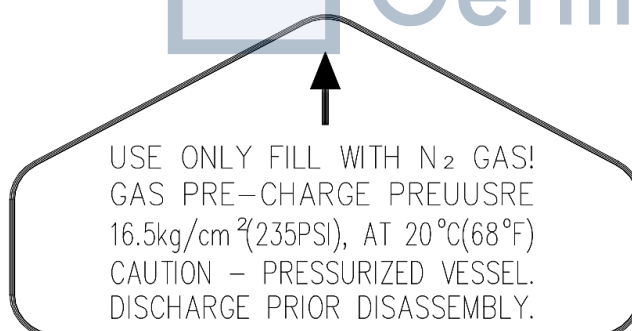 USE ONLY FILL WITH N₂ GAS!
GAS PRE-CHARGE PREUUSRE
16.5kg/cm²(235PSI), AT 20°C(68°F)
CAUTION - PRESSURIZED VESSEL.
DISCHARGE PRIOR DISASSEMBLY.